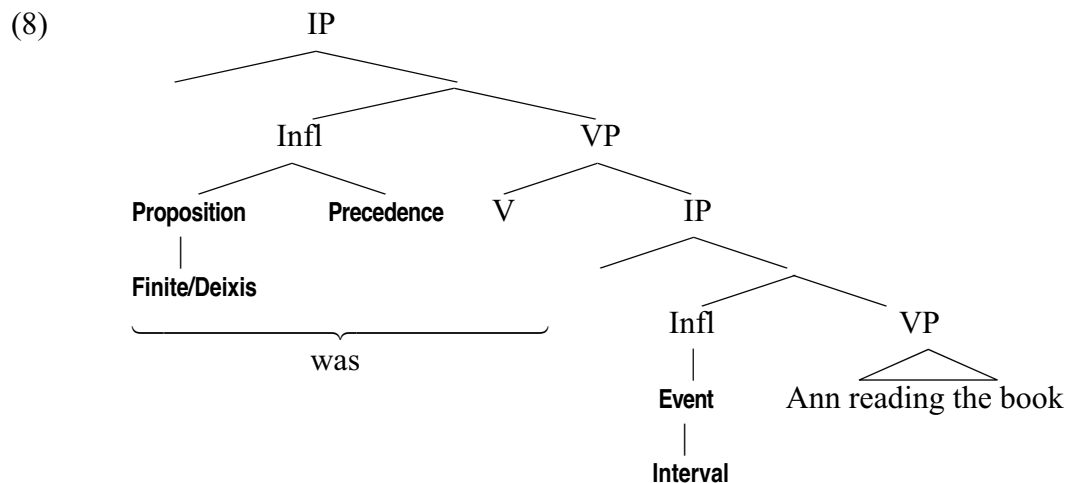 (8) IP
Infl VP
Proposition Precedence V IP
Finite/Deixis
Infl VP
was
Event Ann reading the book
Interval